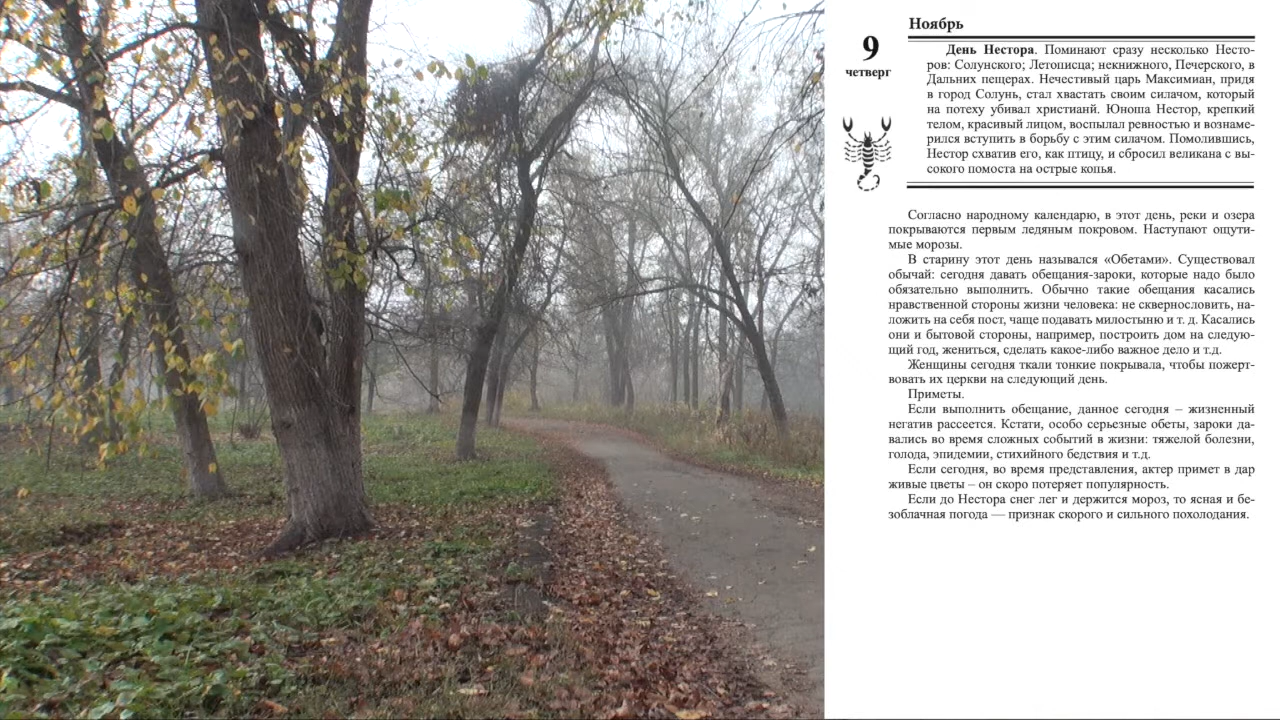 Ноябрь
9
четверг
День Нестора. Поминают сразу несколько Несто-
ров: Солунского; Летописца; некнижного, Печерского, в
Дальних пещерах. Нечестивый царь Максимиан, придя
в город Солунь, стал хвастать своим силачом, который
на потеху убивал христианй. Юноша Нестор, крепкий
телом, красивый лицом, воспылал ревностью и вознаме-
рился вступить в борьбу с этим силачом. Помолившись,
Нестор схватив его, как птицу, и сбросил великана с вы-
сокого помоста на острые копья.
Согласно народному календарю, в этот день, реки и озера
покрываются первым ледяным покровом. Наступают ощути-
мые морозы.
В старину этот день назывался «Обетами». Существовал
обычай: сегодня давать обещания-зароки, которые надо было
обязательно выполнить. Обычно такие обещания касались
нравственной стороны жизни человека: не сквернословить, на-
ложить на себя пост, чаще подавать милостыню и т. д. Касались
они и бытовой стороны, например, построить дом на следую-
щий год, жениться, сделать какое-либо важное дело и т.д.
Женщины сегодня ткали тонкие покрывала, чтобы пожерт-
вовать их церкви на следующий день.
Приметы.
Если выполнить обещание, данное сегодня – жизненный
негатив рассеется. Кстати, особо серьезные обеты, зароки да-
вались во время сложных событий в жизни: тяжелой болезни,
голода, эпидемии, стихийного бедствия и т.д.
Если сегодня, во время представления, актер примет в дар
живые цветы – он скоро потеряет популярность.
Если до Нестора снег лег и держится мороз, то ясная и бе-
зоблачная погода — признак скорого и сильного похолодания.